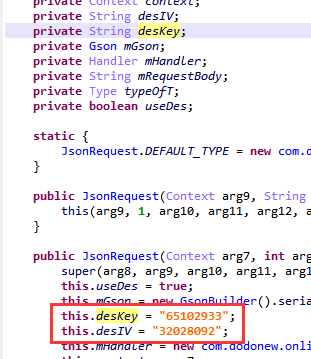 private Context context;
private String desIV;
private String desKey;
private Gson mGson;
private Handler mHandler;
private String mRequestBody;
private Type typeOfT;
private boolean useDes;
static {
JsonRequest.DEFAULT_TYPE = new com.d
}
public JsonRequest(Context arg9, String
this(arg9, 1, arg10, arg11, arg12, a
}
public JsonRequest(Context arg7, int arg
super(arg8, arg9, arg10, arg11, arg1
this.useDes = true;
this.mGson = new GsonBuilder().seria
this.desKey = "65102933";
this.desIV = "32028092";
this.mHandler = new com.dodonew.onli